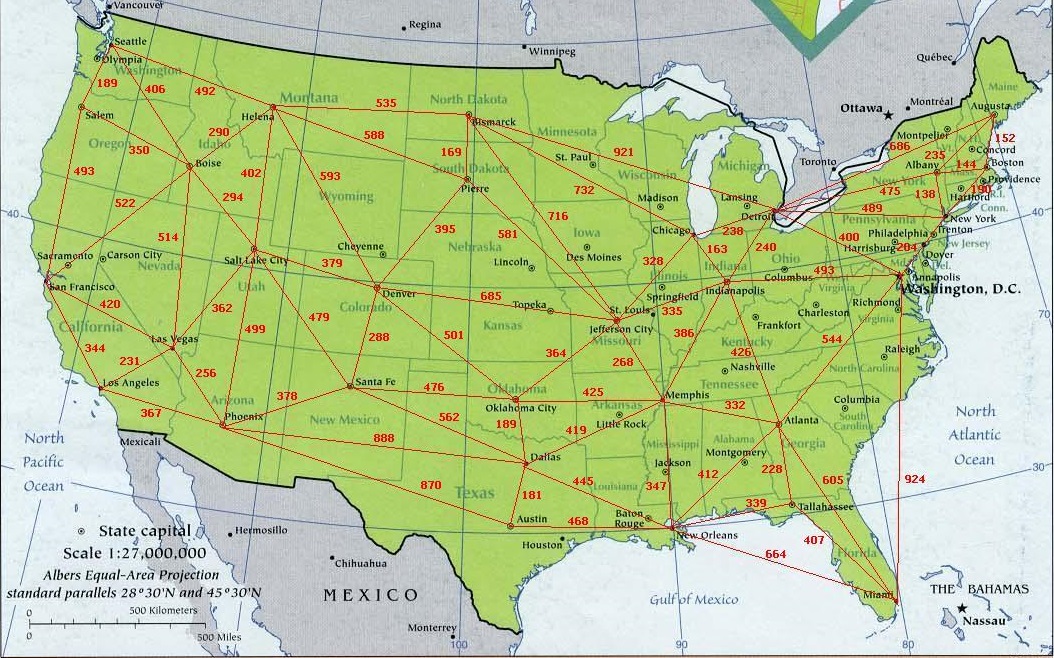 Vancouver
Regina
Winnipeg
Québec
Seattle
Olympia
Washington
189
406
492
Montana
535
North Dakota
Bismarck
Maine
Augusta
Ottawa
Montréal
Salem
Helena
290
Idaho
588
Minnesota
921
686
Montpelier
N.H.
Vt.
Concord
152
Oregon
350
Boise
402
593
169
South Dakota
Pierre
St. Paul
Wisconsin
Michigan
Toronto
235
Albany
144
Boston
Mass.
493
522
294
Wyoming
732
Madison
Lansing
Detroit
New York
475
138
Providence
190
R.I.
Hartford
Conn.
40
514
395
581
716
Iowa
Chicago
238
489
New York
40
Sacramento
Carson City
Nevada
Salt Lake City
Cheyenne
379
Nebraska
Lincoln
Des Moines
328
163
240
Pennsylvania
400
Philadelphia
Trenton
Harrisburg
204
New Jersey
San Francisco
Utah
Denver
685
Topeka
Illinois
Springfield
Indiana
Indianapolis
Ohio
Columbus
493
Md.
Dover
Del.
Annapolis
Washington, D.C.
420
362
499
Colorado
479
288
501
Kansas
St. Louis
Jefferson City
Missouri
335
386
Frankfort
West Virginia
Charleston
Richmond
Virginia
70
California
Las Vegas
344
231
256
364
268
Kentucky
426
544
Raleigh
Los Angeles
Santa Fe
476
Oklahoma
Oklahoma City
425
Memphis
Nashville
Tennessee
North Carolina
367
Arizona
378
Phoenix
New Mexico
562
189
419
Arkansas
Little Rock
332
Atlanta
Columbia
South Carolina
North Atlantic Ocean
North Pacific Ocean
Mexicali
888
Dallas
Mississippi
Jackson
Alabama
Montgomery
Georgia
30
870
Texas
445
181
Louisiana
347
412
228
605
924
State capital
Hermosillo
Austin
468
Baton Rouge
339
Tallahassee
Scale 1:27,000,000
Chihuahua
Houston
New Orleans
407
Florida
Albers Equal-Area Projection
standard parallels 28°30'N and 45°30'N
664
MEXICO
Gulf of Mexico
Miami
THE BAHAMAS
Nassau
0 500 Kilometers
0 500 Miles
Monterrey
100
90
80